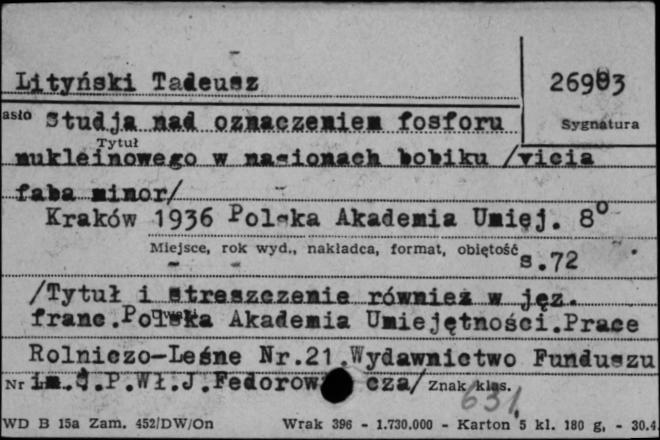 Lityński Tadeusz
26903
asło Studja nad oznaczeniem fosforu
Sygnatura
Tytuł
nukleinowego w nasionach bobiku /vicia
faba minor/
Kraków 1936 Polska Akademia Umiej. 8°
Miejsce, rok wyd., nakładca, format, objętość
s.72
/Tytuł i streszczenie również w jęz.
franc.Polska Akademia Umiejętności.Prace
Rolniczo-Leśne Nr.21.Wydawnictwo Funduszu
Nr im.Ś.P.Wł.J.Fedorowicza/ Znak klas.
631
WD B 15a Zam. 452/DW/On Wrak 396 - 1.730.000 - Karton 5 kl. 180 g, - 30.4